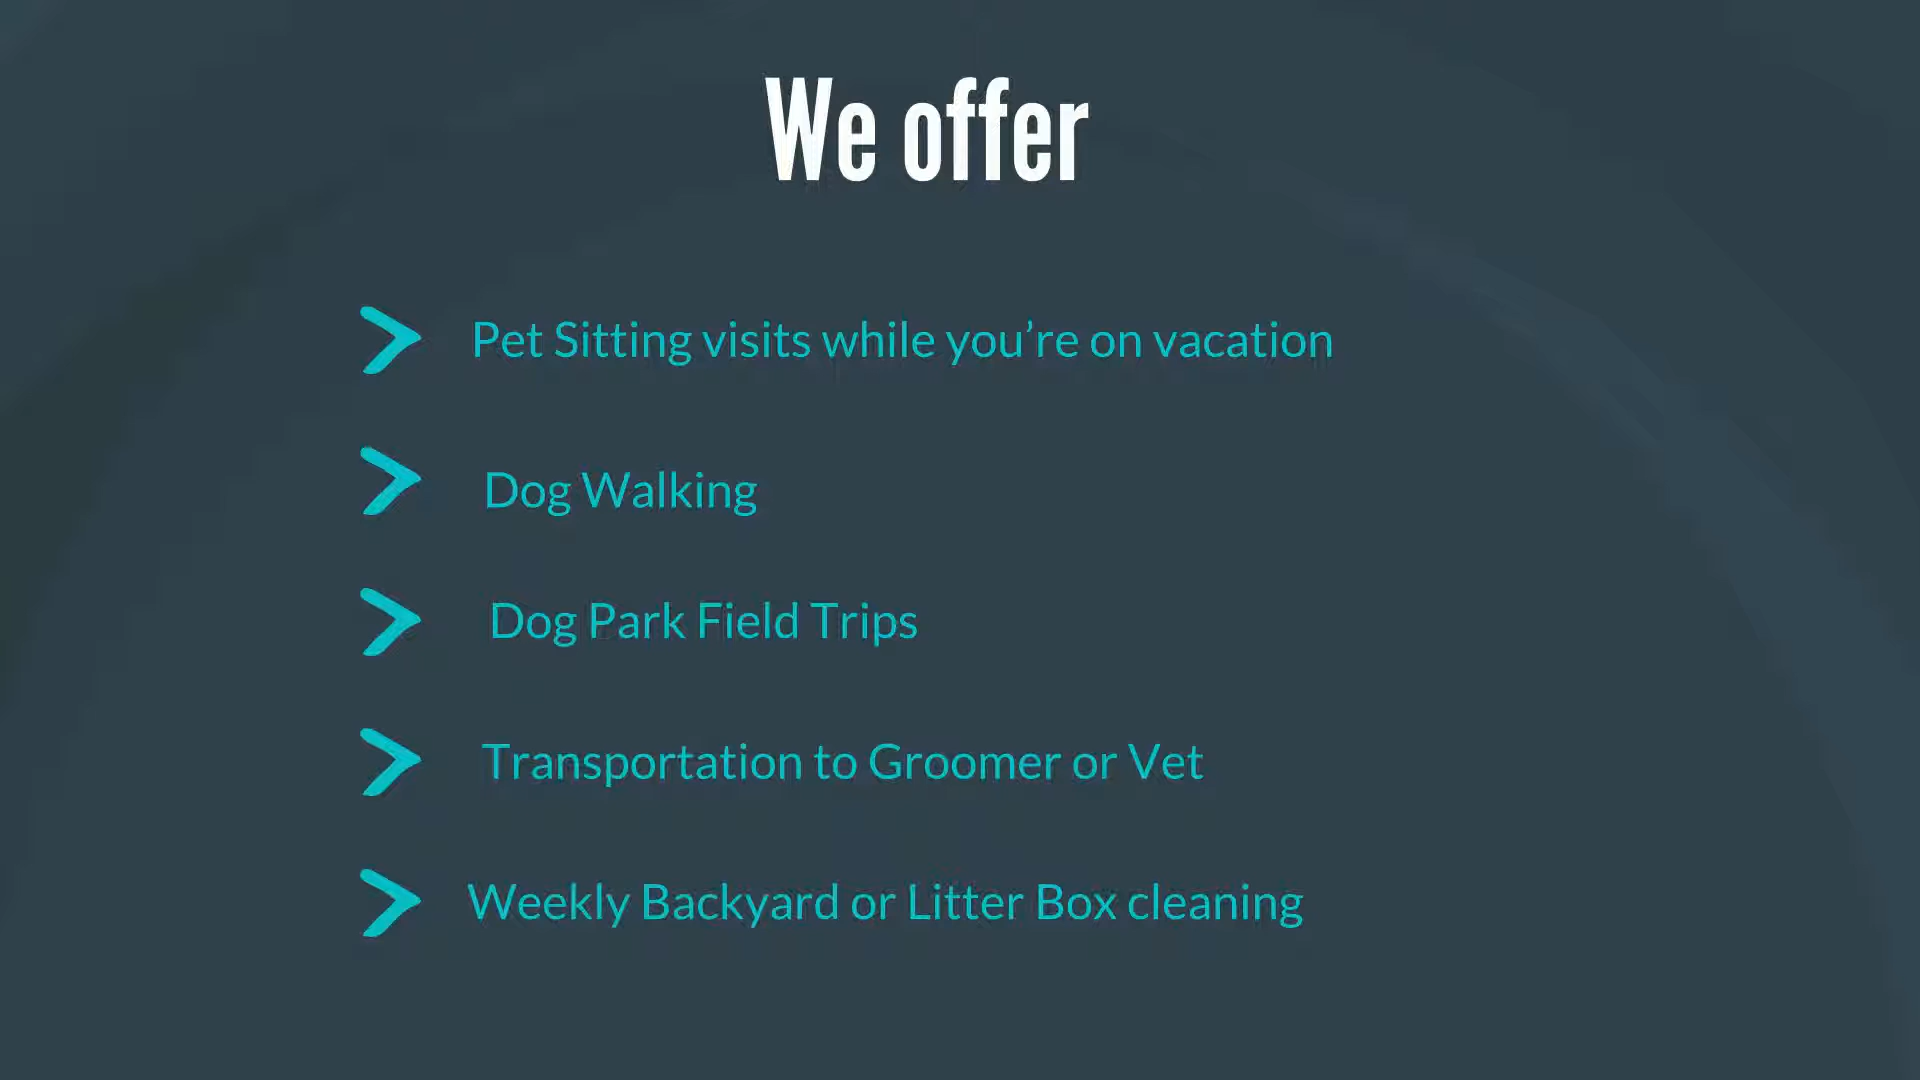 We offer
Pet Sitting visits while you’re on vacation
Dog Walking
Dog Park Field Trips
Transportation to Groomer or Vet
Weekly Backyard or Litter Box cleaning